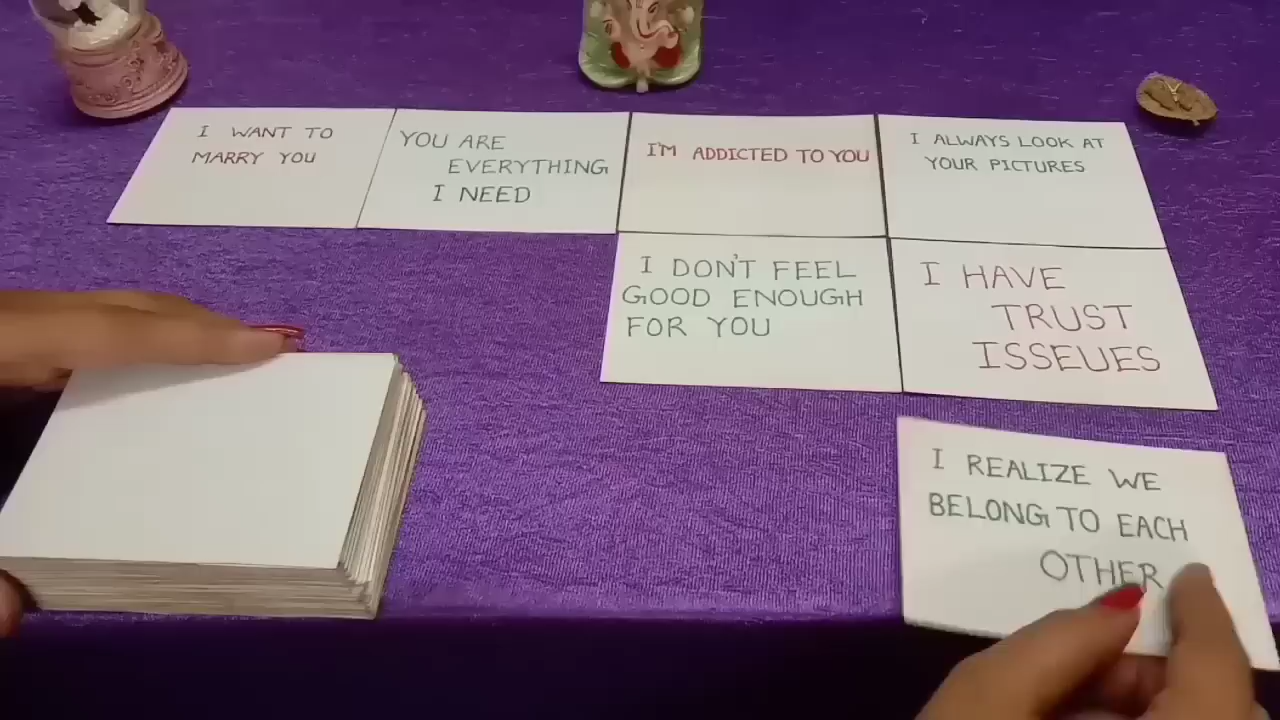 I WANT TO
MARRY YOU
YOU ARE
EVERYTHING
I NEED
I'M ADDICTED TO YOU
I ALWAYS LOOK AT
YOUR PICTURES
I DON'T FEEL
GOOD ENOUGH
FOR YOU
I HAVE
TRUST
ISSEUES
I REALIZE WE
BELONG TO EACH
OTHER